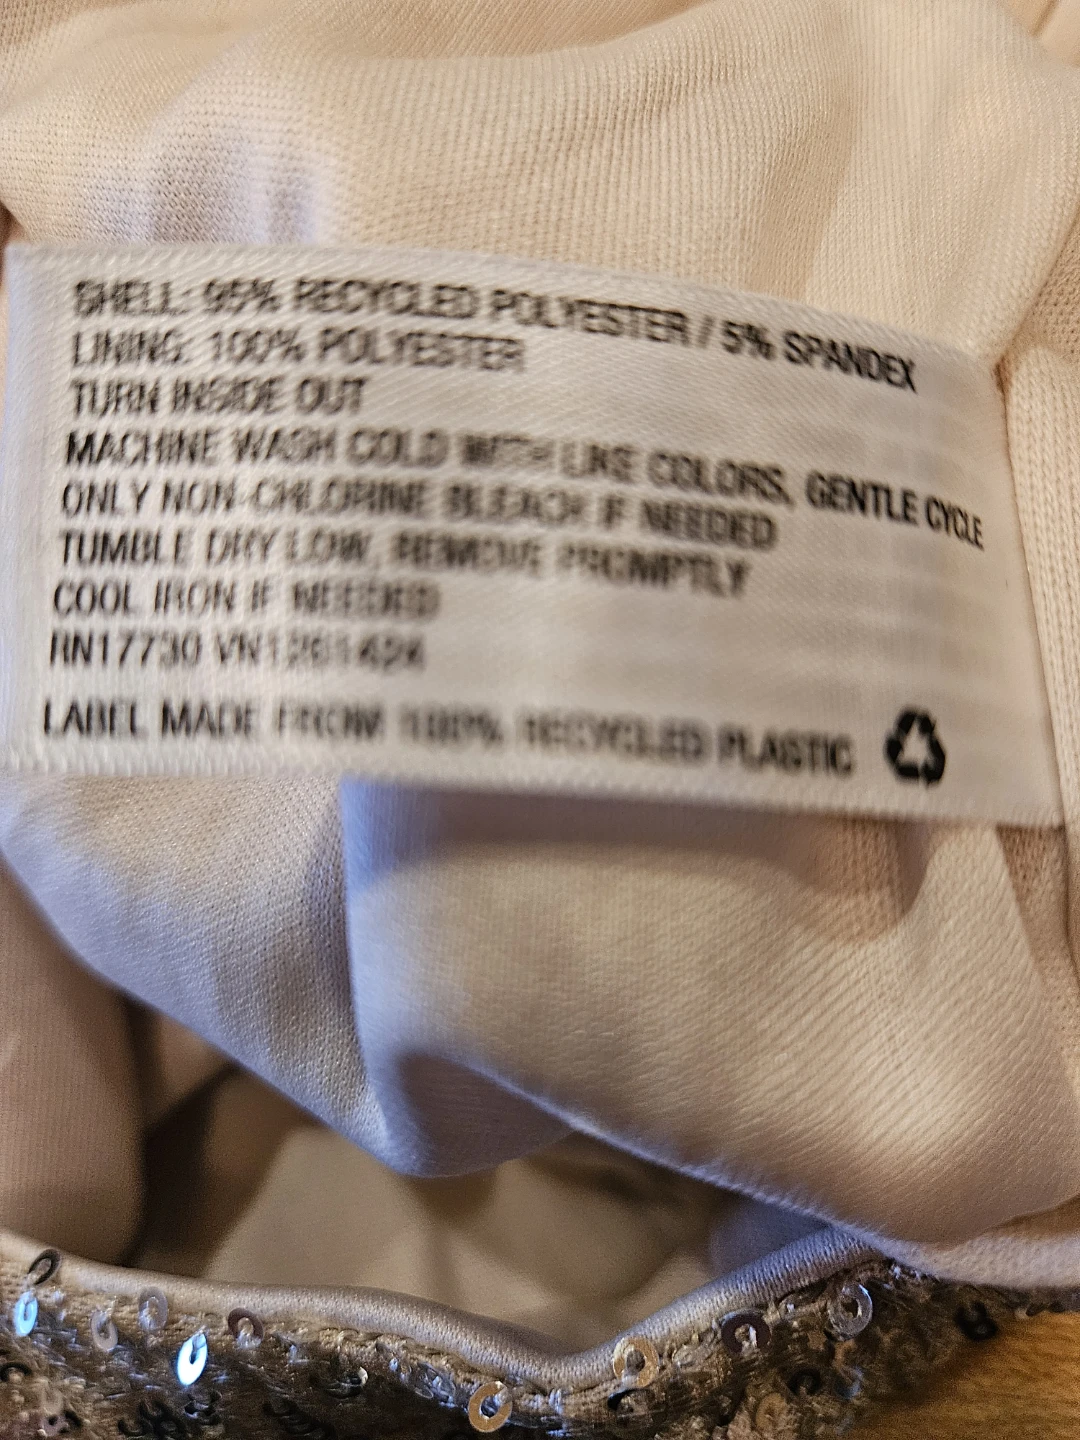 SHELL: 95% RECYCLED POLYESTER / 5% SPANDEX
LINING: 100% POLYESTER
TURN INSIDE OUT
MACHINE WASH COLD WITH LIKE COLORS, GENTLE CYCLE
ONLY NON-CHLORINE BLEACH IF NEEDED
TUMBLE DRY LOW, REMOVE PROMPTLY
COOL IRON IF NEEDED
RN17730 VN1261424
LABEL MADE FROM 100% RECYCLED PLASTIC